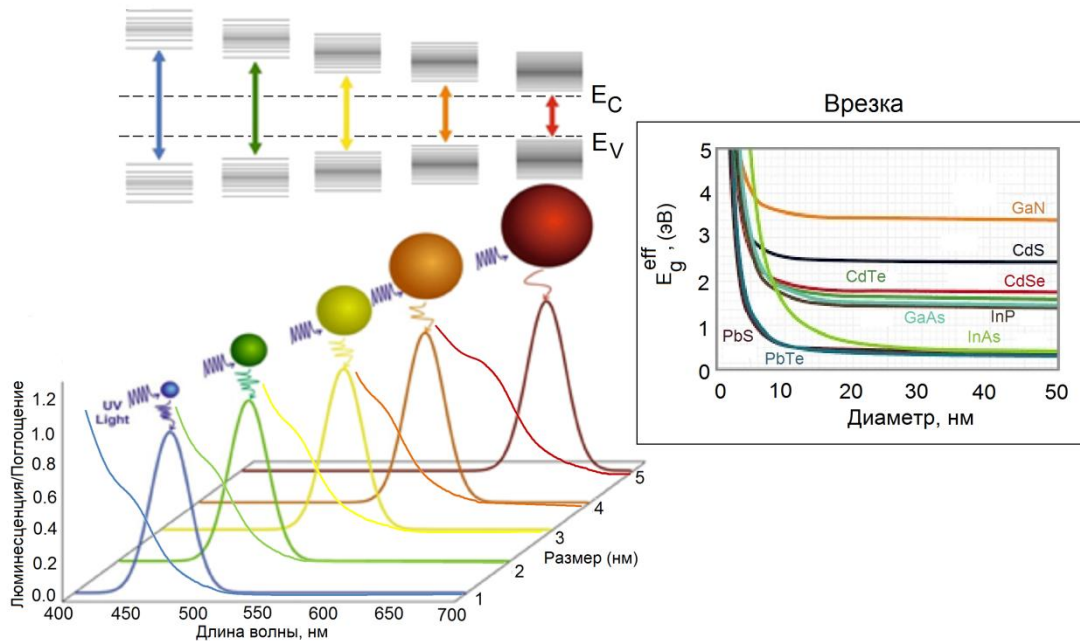 E_C
E_V
Врезка
5
4
3
2
1
0
E_g^eff, (эВ)
GaN
CdS
CdTe
CdSe
GaAs
InP
InAs
PbS
PbTe
0 10 20 30 40 50
Диаметр, нм
UV
Light
1.2
1.0
0.8
0.6
0.4
0.2
0.0
Люминесценция/Поглощение
400 450 500 550 600 650 700
Длина волны, нм
1
2
3
4
5
Размер (нм)